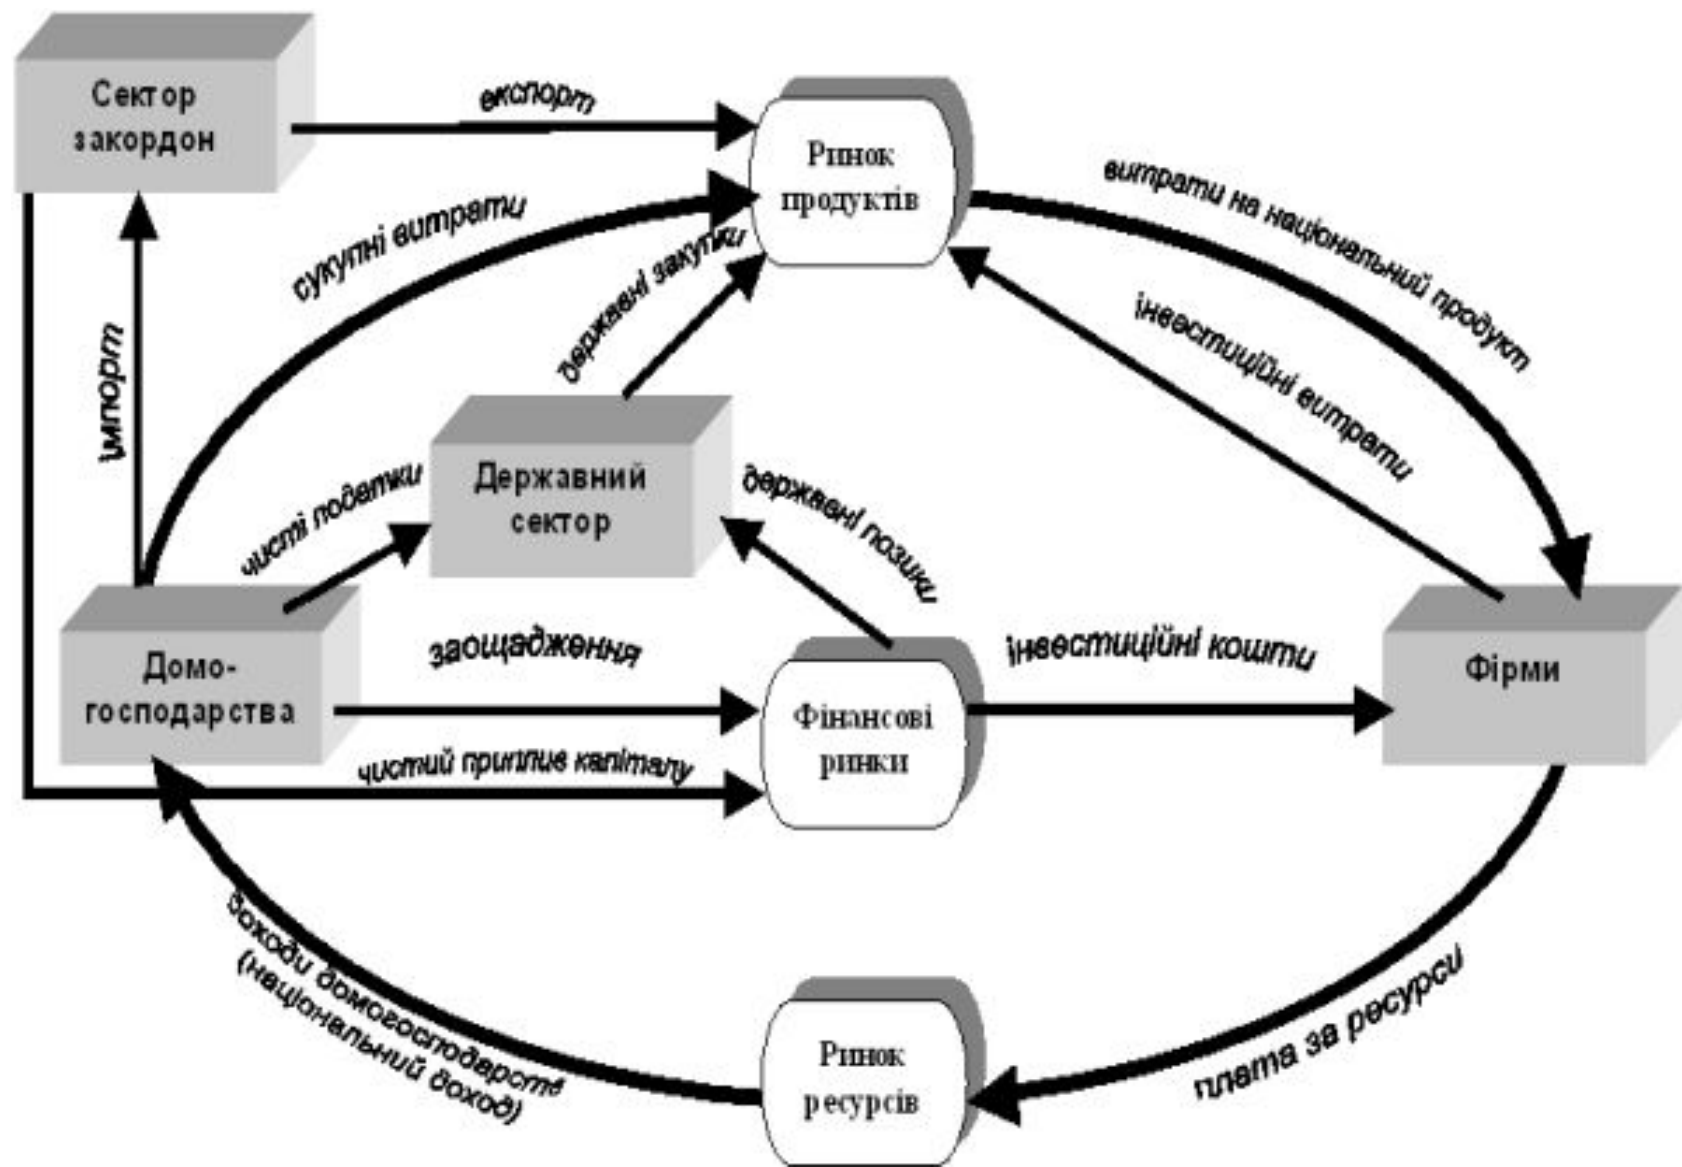 Сектор
закордон
експорт
Ринок
продуктів
витрати на національний продукт
сукупні витрати
державні закупки
інвестиційні витрати
імпорт
чисті податки
Державний
сектор
державні позики
Домо-
господарства
заощадження
Фінансові
ринки
інвестиційні кошти
Фірми
чистий приплив капіталу
доходи домогосподарств
(національний доход)
Ринок
ресурсів
плата за ресурси